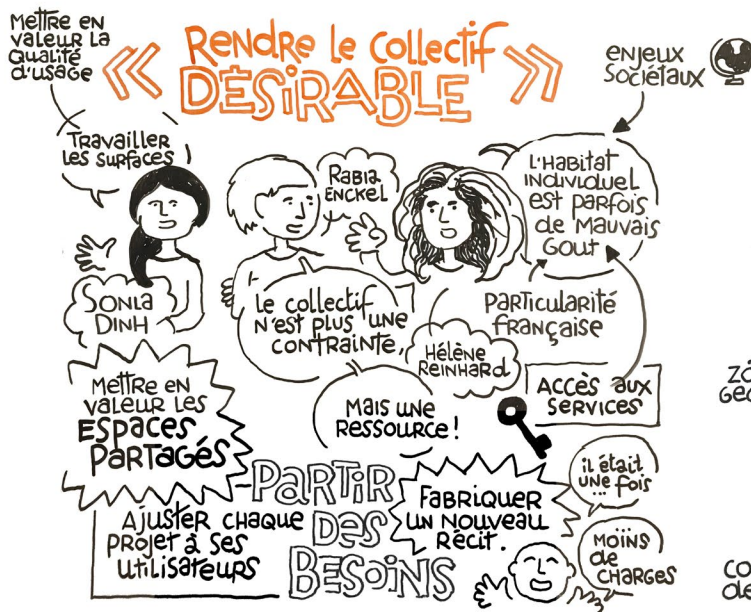 Mettre en
valeur la
Qualité
d'usage
« Rendre le collectif
DÉSiRABLE »
enjeux
Sociétaux
Travailler
les surfaces
Rabia
Enckel
L'Habitat
individuel
est parfois
de Mauvais
Gout
Sonla
Dinh
Le collectif
n'est plus une
contrainte,
Particularité
française
Hélène
Reinhard
Accès aux
services
Mettre en
valeur les
Espaces
Partagés
Mais une
Ressource !
Partir
des
Besoins
Fabriquer
un nouveau
Récit.
il était
une fois
...
Ajuster chaque
projet à ses
utilisateurs
Moins
de
charges